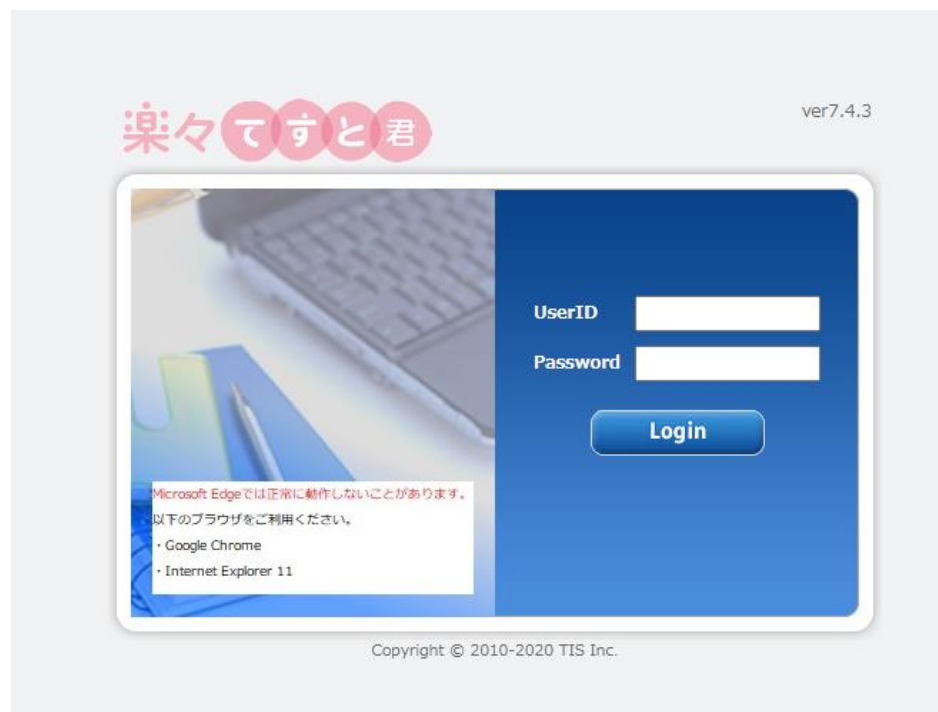 楽々てすと君
ver7.4.3
UserID
Password
Login
Microsoft Edgeでは正常に動作しないことがあります。
以下のブラウザをご利用ください。
・Google Chrome
・Internet Explorer 11
Copyright © 2010-2020 TIS Inc.